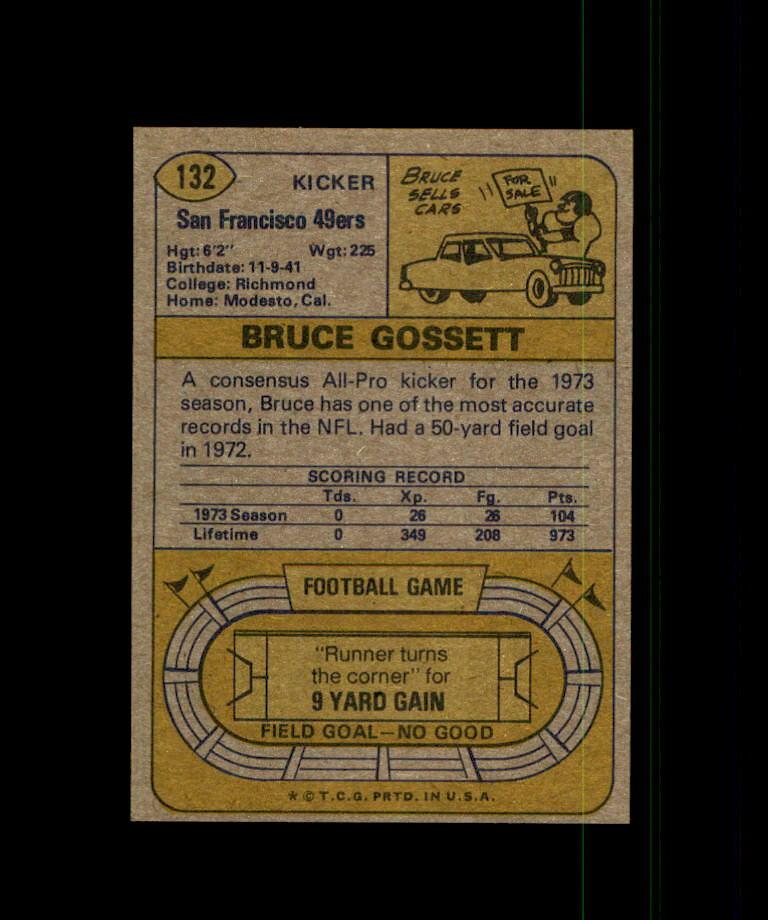 132
KICKER
San Francisco 49ers
Hgt: 6'2" Wgt: 225
Birthdate: 11-9-41
College: Richmond
Home: Modesto, Cal.
BRUCE
SELLS
CARS
FOR
SALE
BRUCE GOSSETT
A consensus All-Pro kicker for the 1973
season, Bruce has one of the most accurate
records in the NFL. Had a 50-yard field goal
in 1972.
SCORING RECORD
Tds. Xp. Fg. Pts.
1973 Season 0 26 26 104
Lifetime 0 349 208 973
FOOTBALL GAME
"Runner turns
the corner" for
9 YARD GAIN
FIELD GOAL—NO GOOD
* © T.C.G. PRTD. IN U.S.A.